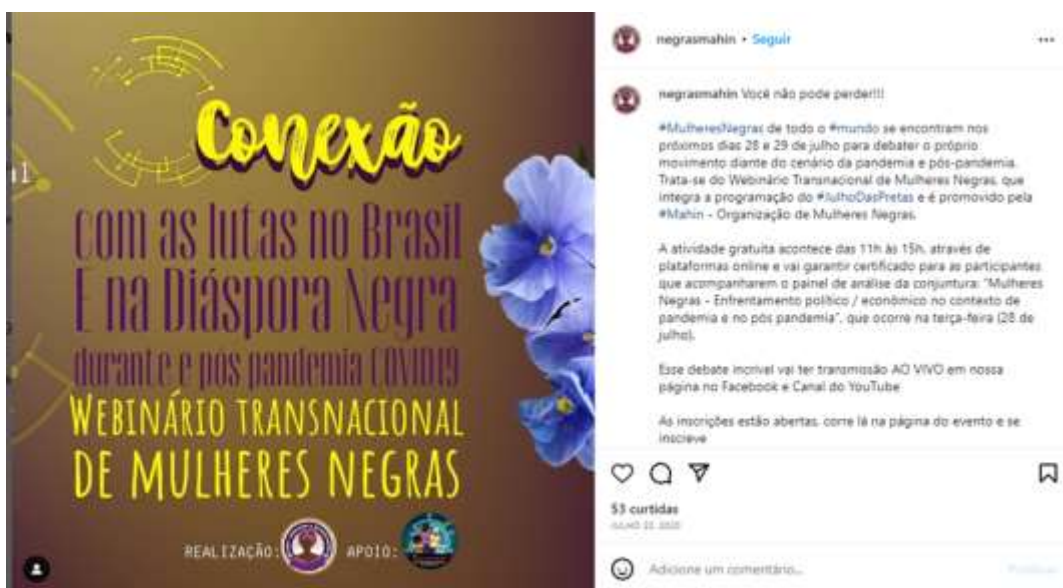 Conexão
com as lutas no Brasil
E na Diáspora Negra
durante e pós pandemia COVID19
WEBINÁRIO TRANSNACIONAL
DE MULHERES NEGRAS
REALIZAÇÃO:
APOIO:
negrasmahin • Seguir
negrasmahin Você não pode perder!!!
#MulheresNegras de todo o #mundo se encontram nos
próximos dias 28 e 29 de julho para debater o próprio
movimento diante do cenário da pandemia e pós-pandemia.
Trata-se do Webinário Transnacional de Mulheres Negras, que
integra a programação do #JulhoDasPretas e é promovido pela
#Mahin - Organização de Mulheres Negras.
A atividade gratuita acontece das 11h às 15h, através de
plataformas online e vai garantir certificado para as participantes
que acompanharem o painel de análise da conjuntura: "Mulheres
Negras - Enfrentamento político / econômico no contexto de
pandemia e no pós pandemia", que ocorre na terça-feira (28 de
julho).
Esse debate incrível vai ter transmissão AO VIVO em nossa
página no Facebook e Canal do YouTube
As inscrições estão abertas, corre lá na página do evento e se
inscreve
53 curtidas
JULHO 2020
Adicione um comentário...